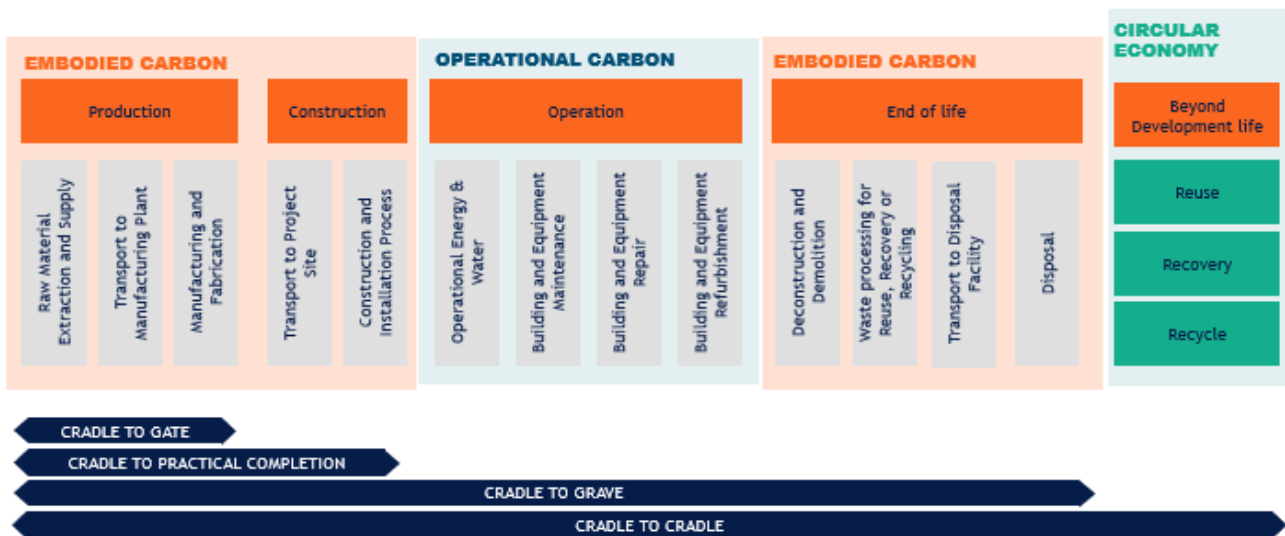 EMBODIED CARBON
OPERATIONAL CARBON
EMBODIED CARBON
CIRCULAR
ECONOMY
Production
Construction
Operation
End of life
Beyond
Development life
Raw Material
Extraction and Supply
Transport to
Manufacturing Plant
Manufacturing and
Fabrication
Transport to Project
Site
Construction and
Installation Process
Operational Energy &
Water
Building and Equipment
Maintenance
Building and Equipment
Repair
Building and Equipment
Refurbishment
Deconstruction and
Demolition
Waste processing for
Reuse, Recovery or
Recycling
Transport to Disposal
Facility
Disposal
Reuse
Recovery
Recycle
CRADLE TO GATE
CRADLE TO PRACTICAL COMPLETION
CRADLE TO GRAVE
CRADLE TO CRADLE